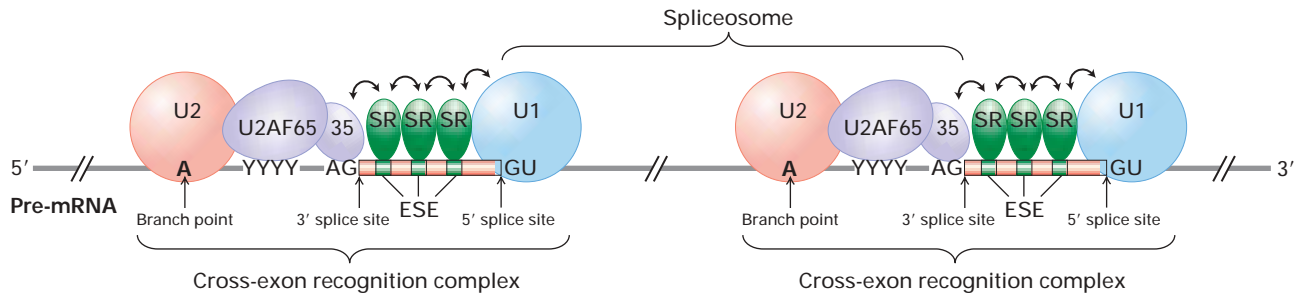 Spliceosome
U2
U2AF65
35
SR SR SR
U1
U2
U2AF65
35
SR SR SR
U1
5′
A
YYYY
AG
GU
A
YYYY
AG
GU
3′
Pre-mRNA
Branch point
3′ splice site
ESE
5′ splice site
Branch point
3′ splice site
ESE
5′ splice site
Cross-exon recognition complex
Cross-exon recognition complex